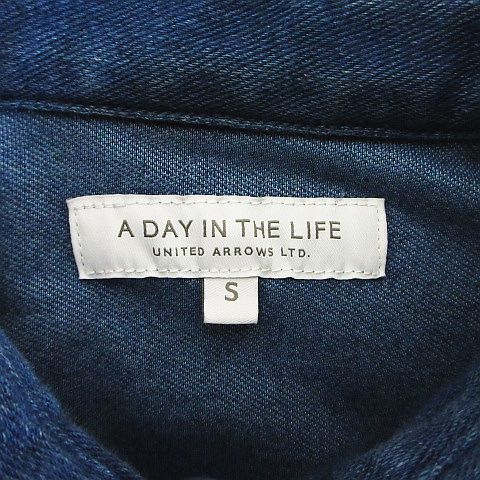 A DAY IN THE LIFE
UNITED ARROWS LTD.
S